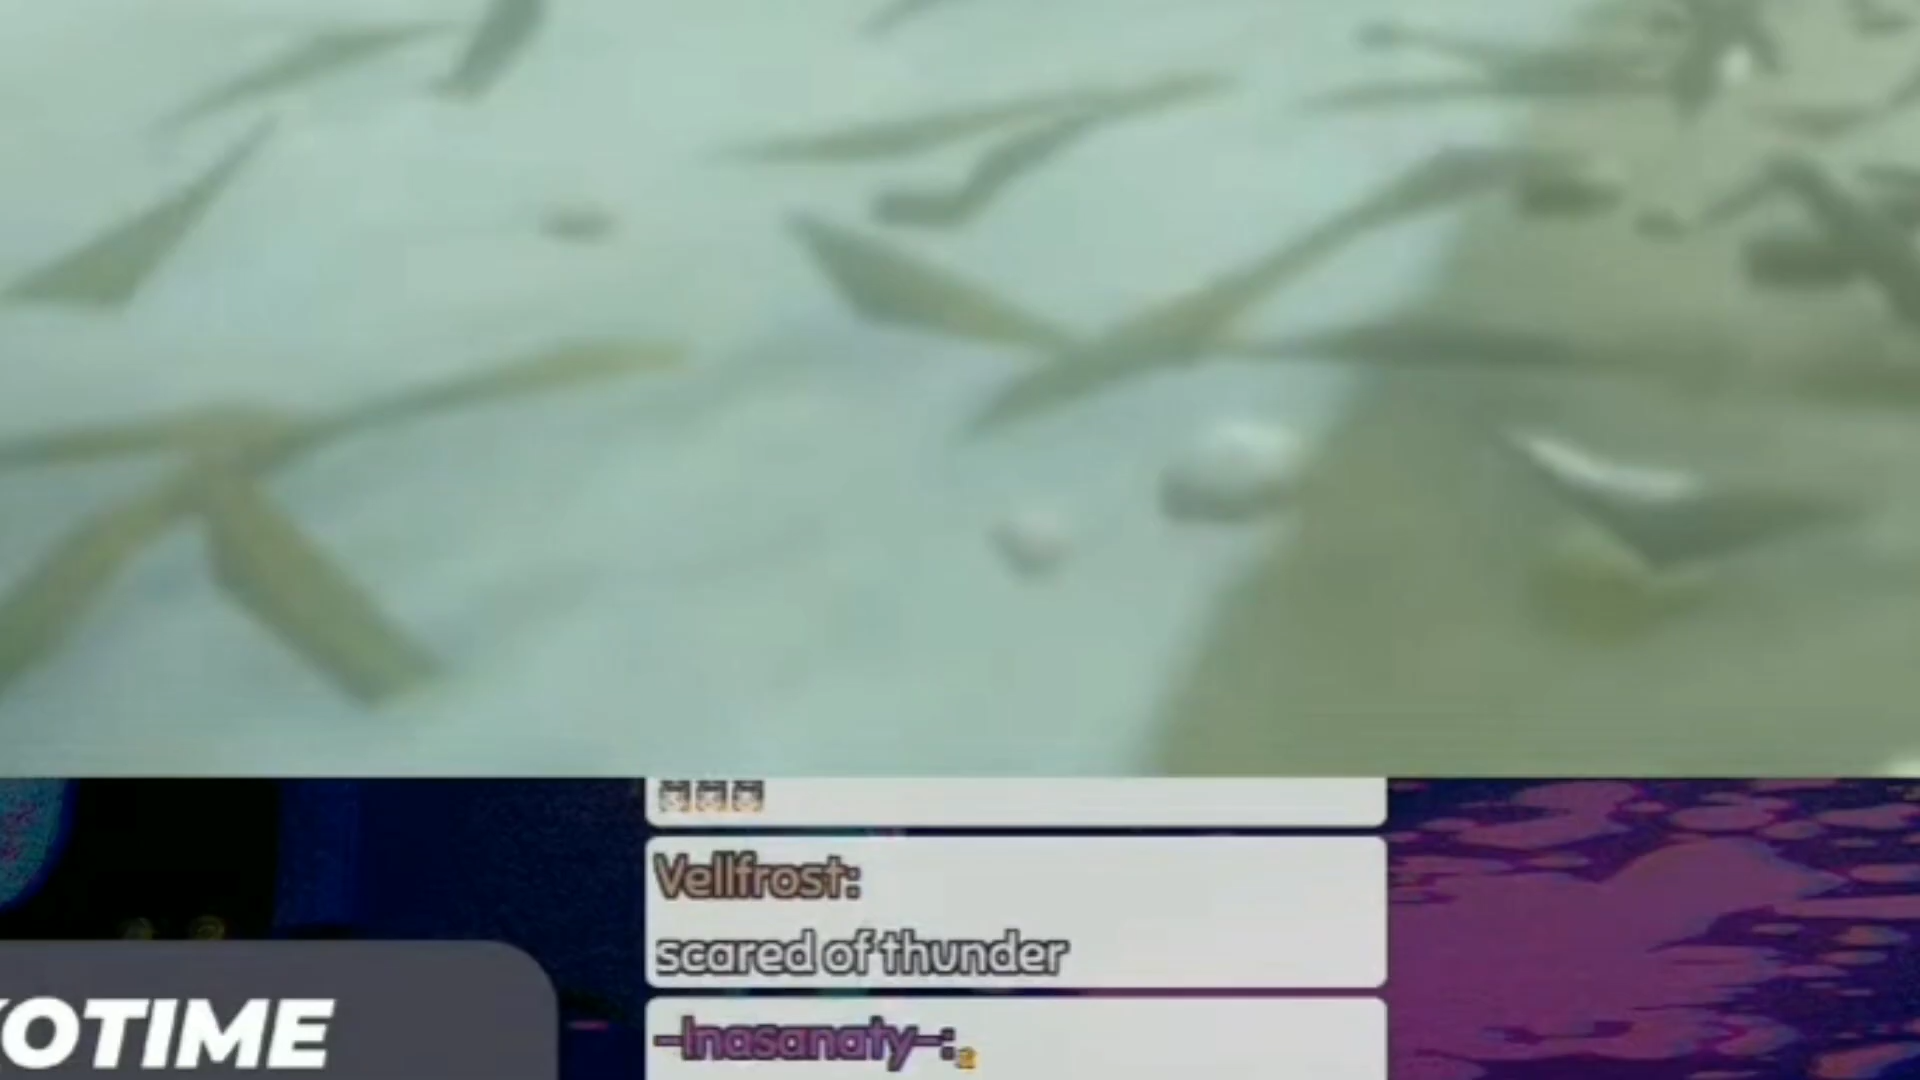 Vellfrost:
scared of thunder
-Inasanaty-:
OTIME